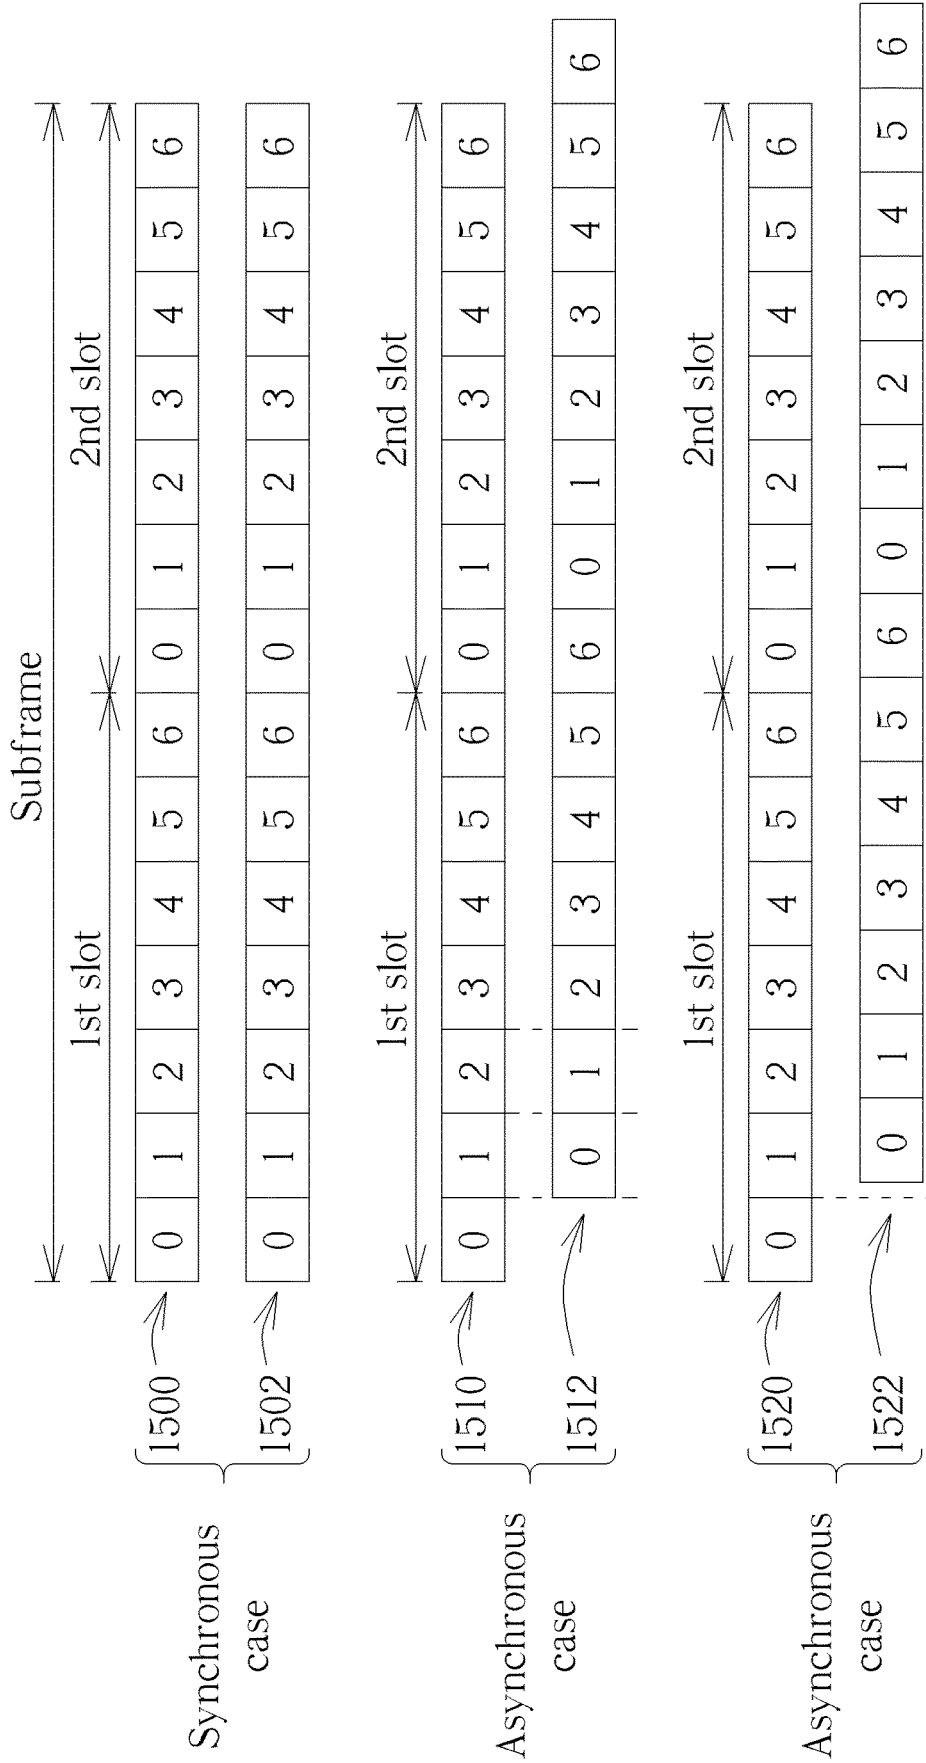 Subframe
1st slot 2nd slot
1500 0 1 2 3 4 5 6 0 1 2 3 4 5 6
Synchronous
case
1502 0 1 2 3 4 5 6 0 1 2 3 4 5 6
1st slot 2nd slot
1510 0 1 2 3 4 5 6 0 1 2 3 4 5 6
Asynchronous
case
1512 0 1 2 3 4 5 6 0 1 2 3 4 5 6
1st slot 2nd slot
1520 0 1 2 3 4 5 6 0 1 2 3 4 5 6
Asynchronous
case
1522 0 1 2 3 4 5 6 0 1 2 3 4 5 6